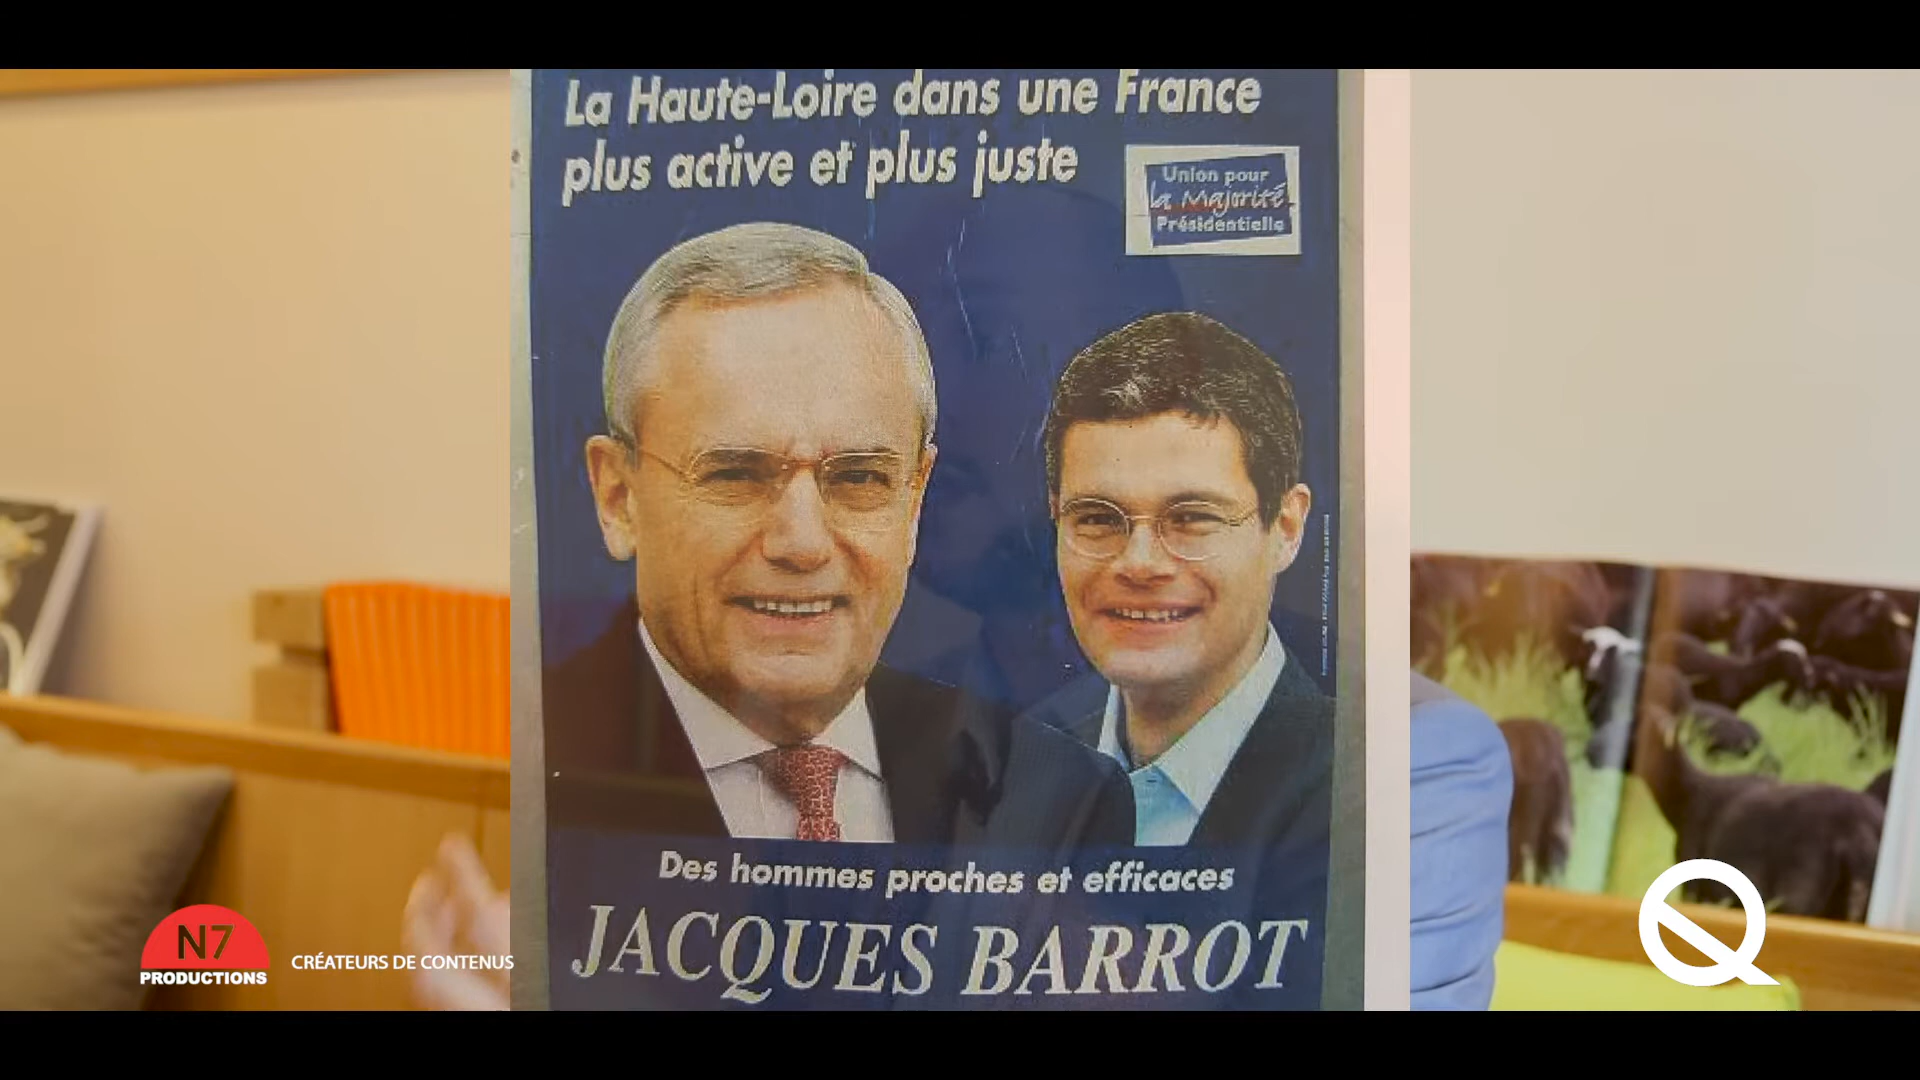 La Haute-Loire dans une France
plus active et plus juste
Union pour
la Majorité
Présidentielle
Des hommes proches et efficaces
JACQUES BARROT
N7
PRODUCTIONS
CRÉATEURS DE CONTENUS